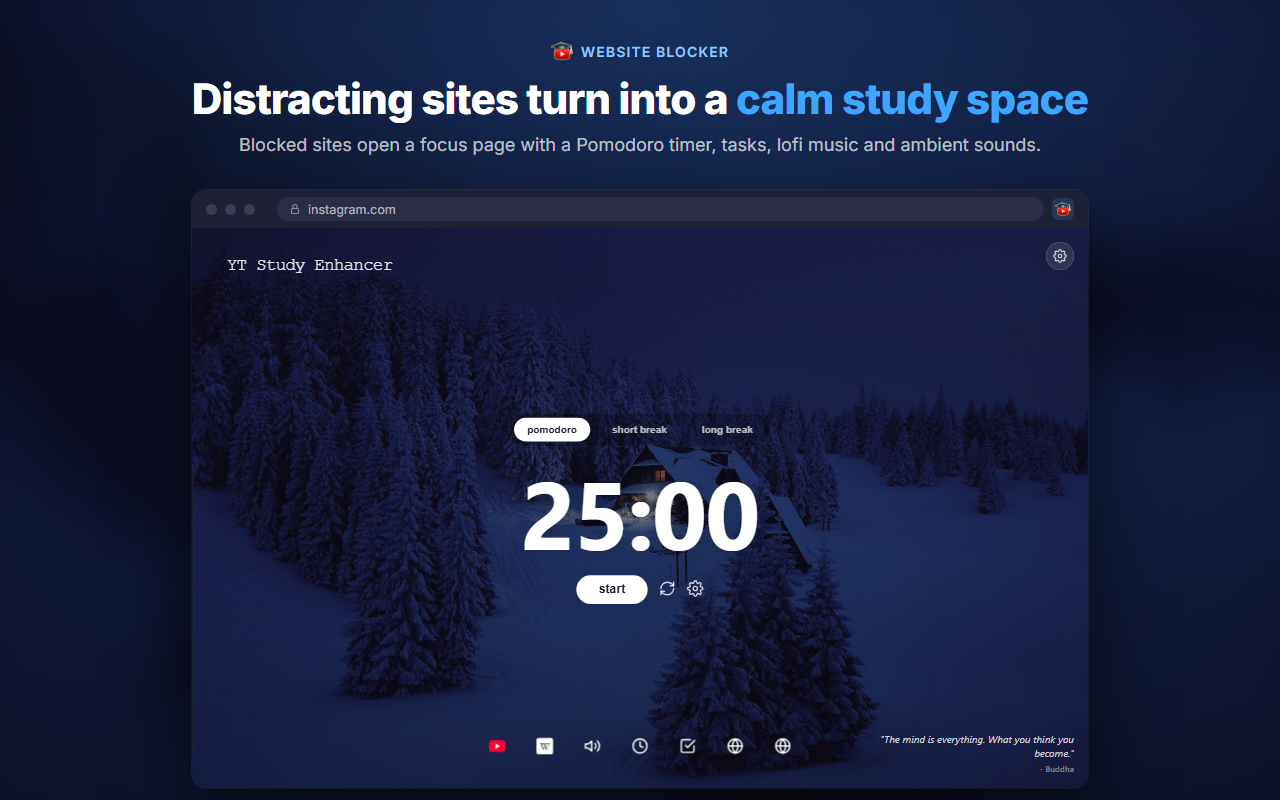 WEBSITE BLOCKER
Distracting sites turn into a calm study space
Blocked sites open a focus page with a Pomodoro timer, tasks, lofi music and ambient sounds.
instagram.com
YT Study Enhancer
pomodoro short break long break
25:00
start
W
"The mind is everything. What you think you
become."
- Buddha